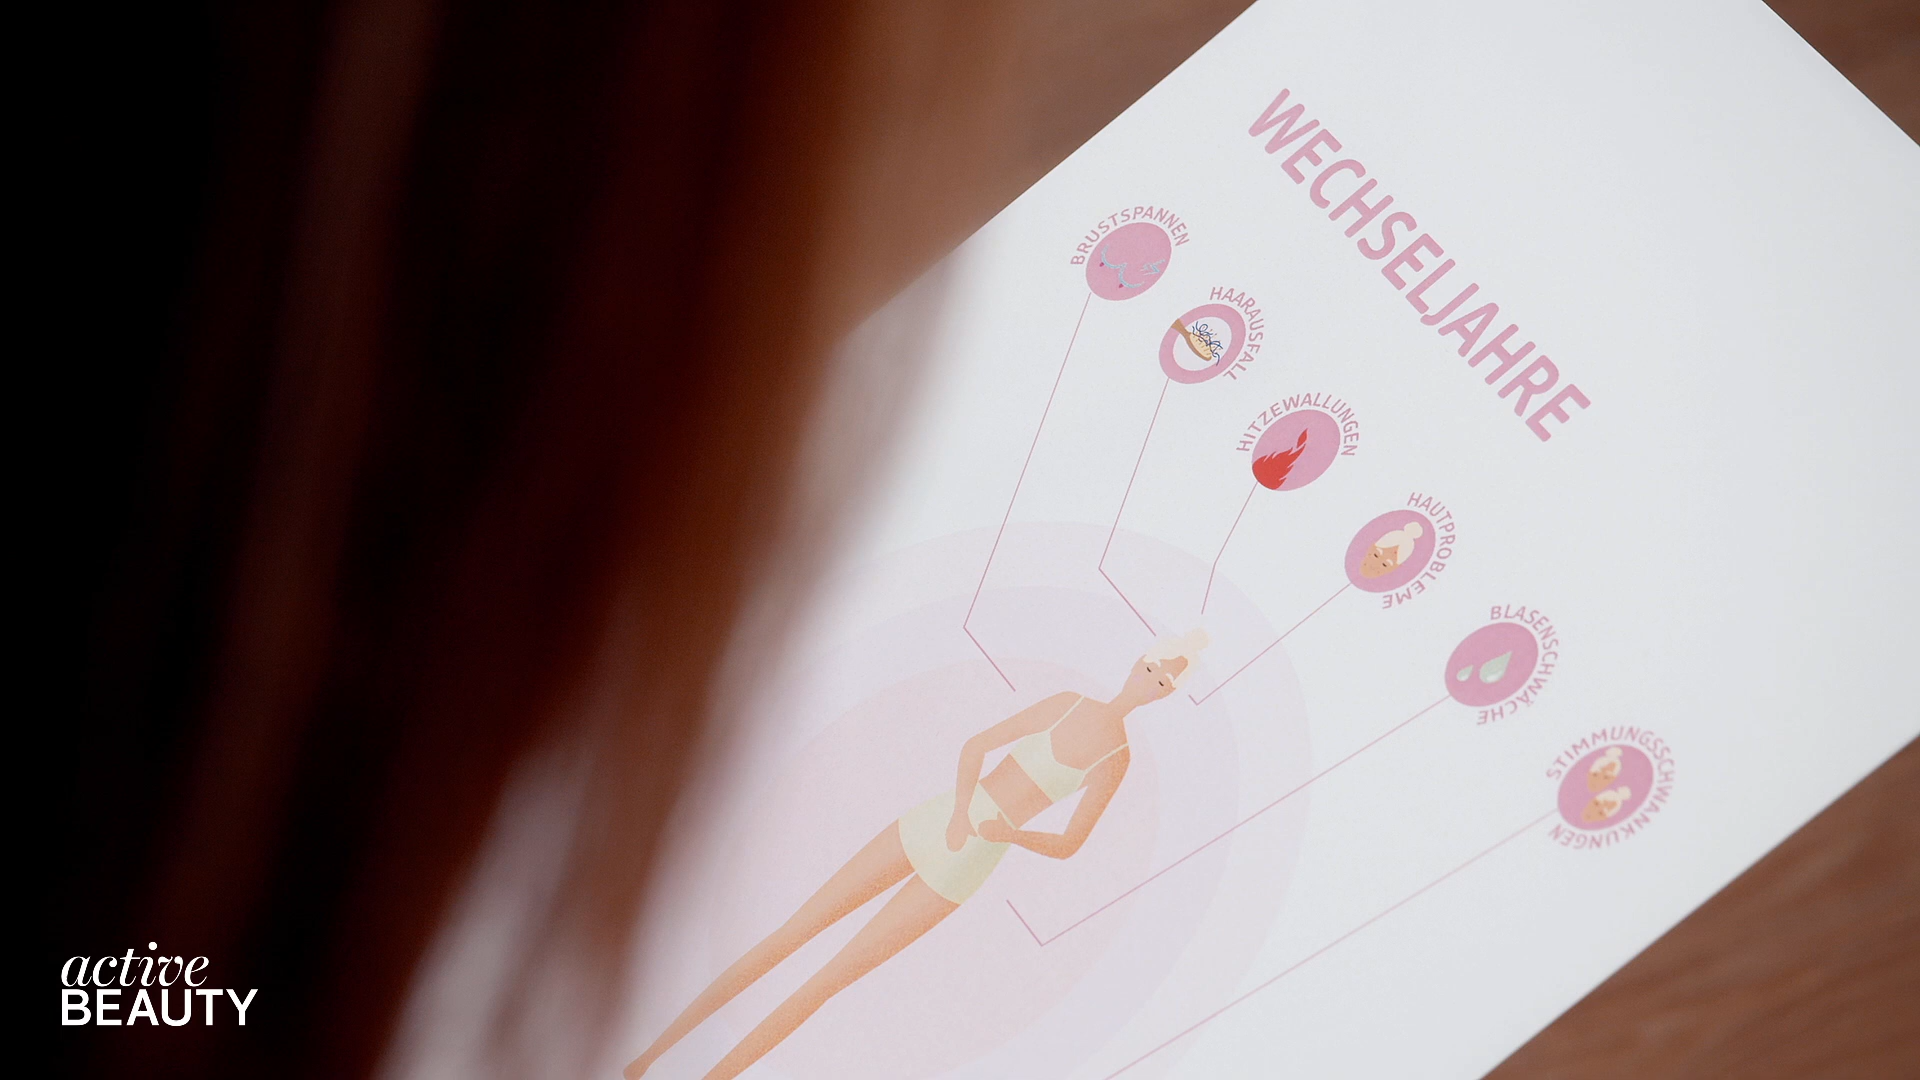 WECHSELJAHRE
BRUSTSPANNEN
HAARAUSFALL
HITZEWALLUNGEN
HAUTPROBLEME
BLASENSCHWÄCHE
STIMMUNGSSCHWANKUNGEN
active
BEAUTY